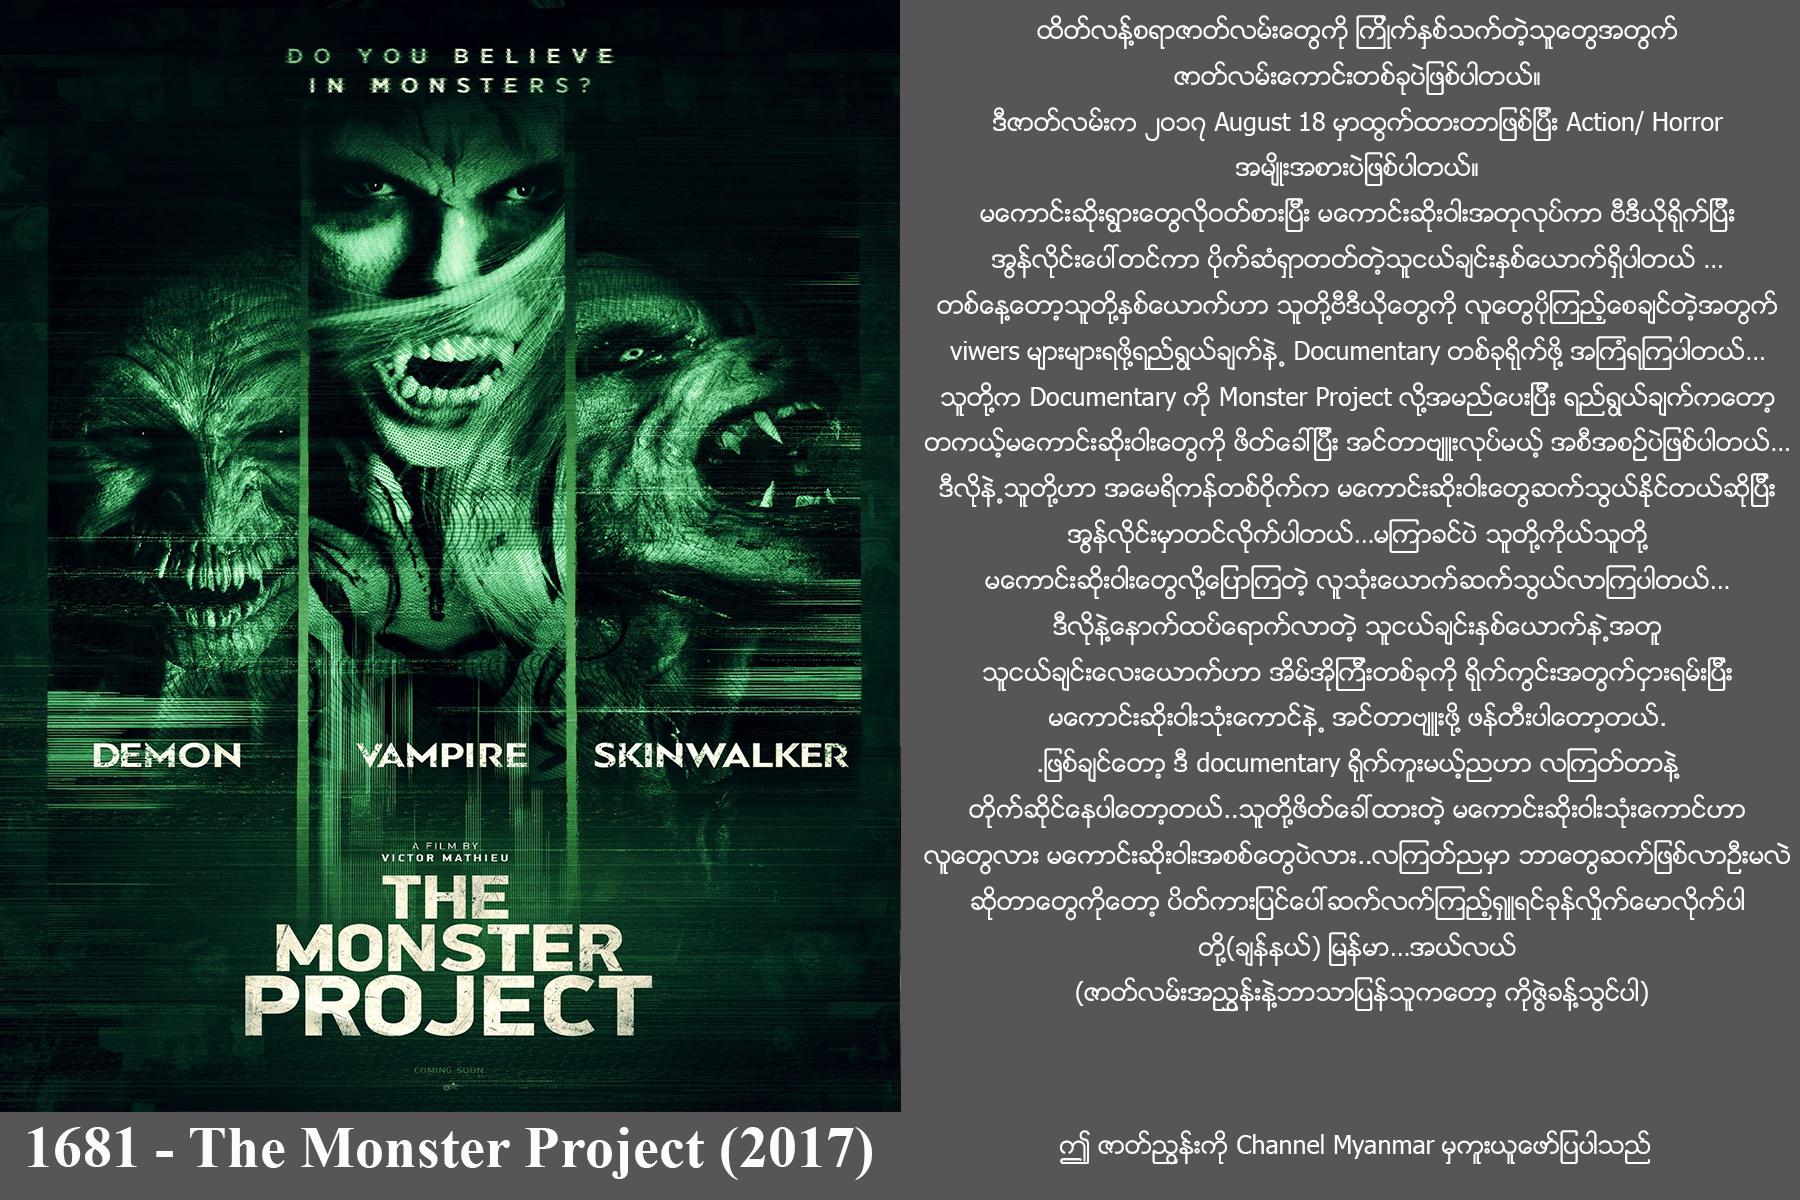 DO YOU BELIEVE
IN MONSTERS?
DEMON
VAMPIRE
SKINWALKER
A FILM BY
VICTOR MATHIEU
THE
MONSTER
PROJECT
COMING SOON
1681 - The Monster Project (2017)
ထိတ်လန့်စရာဇာတ်လမ်းတွေကို ကြိုက်နှစ်သက်တဲ့သူတွေအတွက်
ဇာတ်လမ်းကောင်းတစ်ခုပဲဖြစ်ပါတယ်။
ဒီဇာတ်လမ်းက ၂၀၁၇ August 18 မှာထွက်ထားတာဖြစ်ပြီး Action/ Horror
အမျိုးအစားပဲဖြစ်ပါတယ်။
မကောင်းဆိုးရွားတွေလိုဝတ်စားပြီး မကောင်းဆိုးဝါးအတုလုပ်ကာ ဗီဒီယိုရိုက်ပြီး
အွန်လိုင်းပေါ်တင်ကာ ပိုက်ဆံရှာတတ်တဲ့သူငယ်ချင်းနှစ်ယောက်ရှိပါတယ် ...
တစ်နေ့တော့သူတို့နှစ်ယောက်ဟာ သူတို့ဗီဒီယိုတွေကို လူတွေပိုကြည့်စေချင်တဲ့အတွက်
viwers များများရဖို့ရည်ရွယ်ချက်နဲ့ Documentary တစ်ခုရိုက်ဖို့ အကြံရကြပါတယ်...
သူတို့က Documentary ကို Monster Project လို့အမည်ပေးပြီး ရည်ရွယ်ချက်ကတော့
တကယ့်မကောင်းဆိုးဝါးတွေကို ဖိတ်ခေါ်ပြီး အင်တာဗျူးလုပ်မယ့် အစီအစဉ်ပဲဖြစ်ပါတယ်...
ဒီလိုနဲ့သူတို့ဟာ အမေရိကန်တစ်ဝိုက်က မကောင်းဆိုးဝါးတွေဆက်သွယ်နိုင်တယ်ဆိုပြီး
အွန်လိုင်းမှာတင်လိုက်ပါတယ်...မကြာခင်ပဲ သူတို့ကိုယ်သူတို့
မကောင်းဆိုးဝါးတွေလို့ပြောကြတဲ့ လူသုံးယောက်ဆက်သွယ်လာကြပါတယ်...
ဒီလိုနဲ့နောက်ထပ်ရောက်လာတဲ့ သူငယ်ချင်းနှစ်ယောက်နဲ့အတူ
သူငယ်ချင်းလေးယောက်ဟာ အိမ်အိုကြီးတစ်ခုကို ရိုက်ကွင်းအတွက်ငှားရမ်းပြီး
မကောင်းဆိုးဝါးသုံးကောင်နဲ့ အင်တာဗျူးဖို့ ဖန်တီးပါတော့တယ်.
.ဖြစ်ချင်တော့ ဒီ documentary ရိုက်ကူးမယ့်ညဟာ လကြတ်တာနဲ့
တိုက်ဆိုင်နေပါတော့တယ်..သူတို့ဖိတ်ခေါ်ထားတဲ့ မကောင်းဆိုးဝါးသုံးကောင်ဟာ
လူတွေလား မကောင်းဆိုးဝါးအစစ်တွေပဲလား..လကြတ်ညမှာ ဘာတွေဆက်ဖြစ်လာဦးမလဲ
ဆိုတာတွေကိုတော့ ပိတ်ကားပြင်ပေါ်ဆက်လက်ကြည့်ရှူရင်ခုန်လှိုက်မောလိုက်ပါ
တို့(ချန်နယ်) မြန်မာ...အယ်လယ်
(ဇာတ်လမ်းအညွှန်းနဲ့ဘာသာပြန်သူကတော့ ကိုဇွဲခန့်သွင်ပါ)
ဤ ဇာတ်ညွှန်းကို Channel Myanmar မှကူးယူဖော်ပြပါသည်